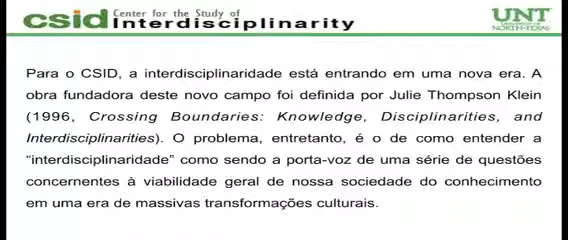 csid Center for the Study of
Interdisciplinarity
UNT
UNIVERSITY OF
NORTH·TEXAS
Para o CSID, a interdisciplinaridade está entrando em uma nova era. A
obra fundadora deste novo campo foi definida por Julie Thompson Klein
(1996, Crossing Boundaries: Knowledge, Disciplinarities, and
Interdisciplinarities). O problema, entretanto, é o de como entender a
“interdisciplinaridade” como sendo a porta-voz de uma série de questões
concernentes à viabilidade geral de nossa sociedade do conhecimento
em uma era de massivas transformações culturais.